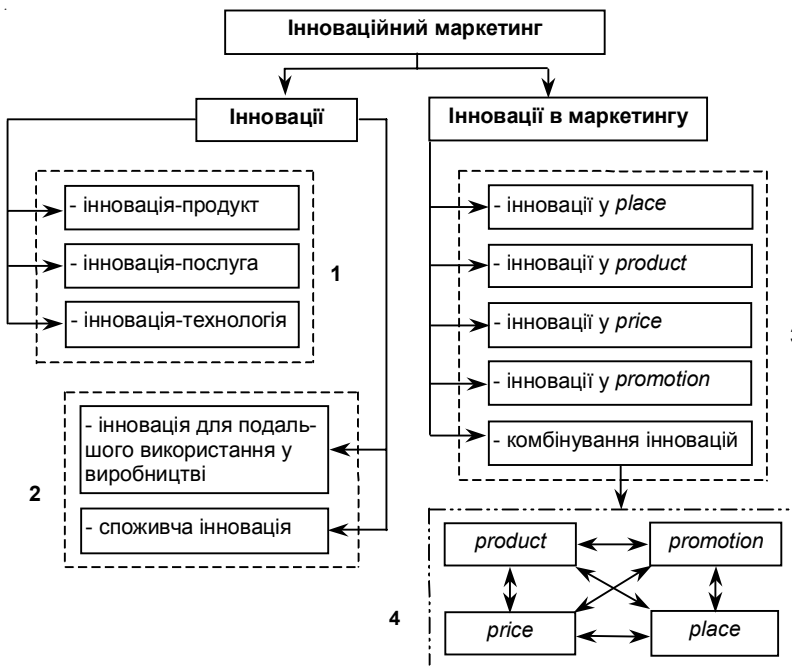 Інноваційний маркетинг
Інновації
Інновації в маркетингу
- інновація-продукт
- інновація-послуга
- інновація-технологія
1
- інновація для подаль-
шого використання у
виробництві
- споживча інновація
2
- інновації у place
- інновації у product
- інновації у price
- інновації у promotion
- комбінування інновацій
product
promotion
price
place
4